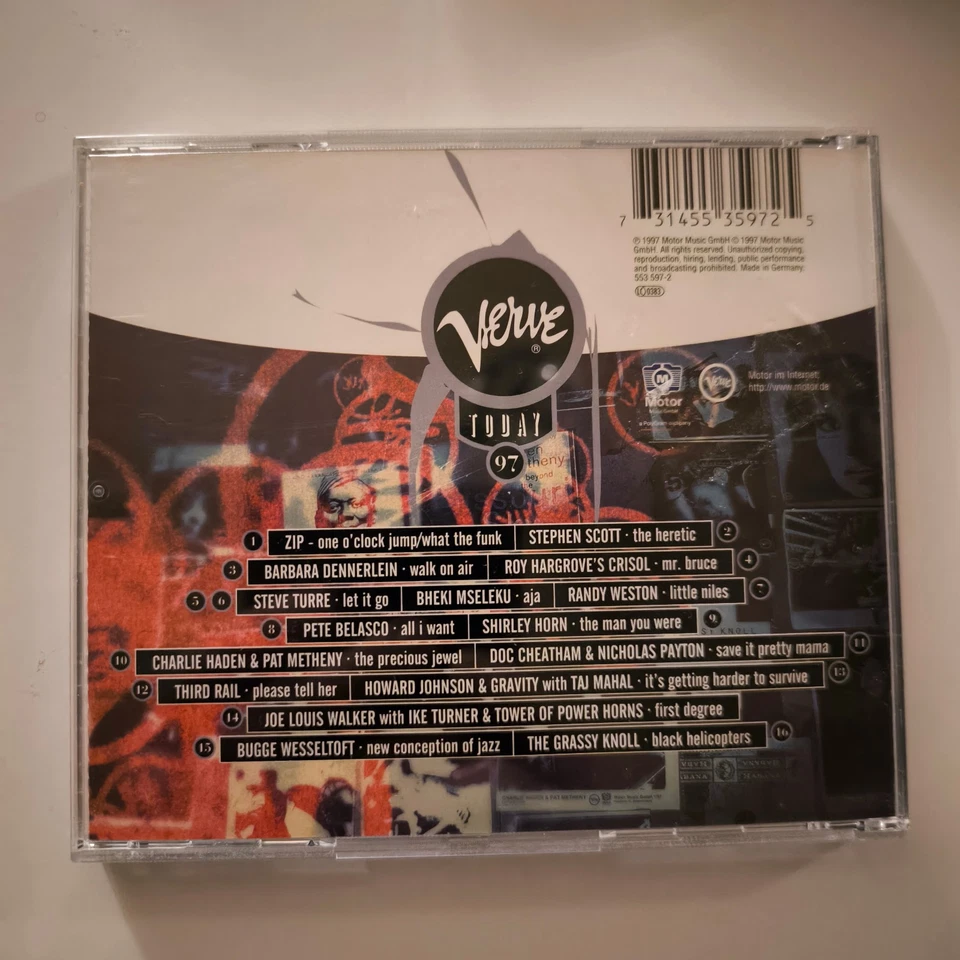 7 31455 35972 5
℗ 1997 Motor Music GmbH © 1997 Motor Music
GmbH. All rights reserved. Unauthorized copying,
reproduction, hiring, lending, public performance
and broadcasting prohibited. Made in Germany.
553 597-2
LC 0383
Verve
®
M
Motor
Verve
Motor im Internet:
http://www.motor.de
TODAY
97
1 ZIP - one o'clock jump/what the funk STEPHEN SCOTT · the heretic 2
3 BARBARA DENNERLEIN · walk on air ROY HARGROVE'S CRISOL · mr. bruce 4
5 6 STEVE TURRE · let it go BHEKI MSELEKU · aja RANDY WESTON · little niles 7
8 PETE BELASCO · all i want SHIRLEY HORN · the man you were 9
10 CHARLIE HADEN & PAT METHENY · the precious jewel DOC CHEATHAM & NICHOLAS PAYTON · save it pretty mama 11
12 THIRD RAIL · please tell her HOWARD JOHNSON & GRAVITY with TAJ MAHAL · it's getting harder to survive 13
14 JOE LOUIS WALKER with IKE TURNER & TOWER OF POWER HORNS · first degree
15 BUGGE WESSELTOFT · new conception of jazz THE GRASSY KNOLL · black helicopters 16